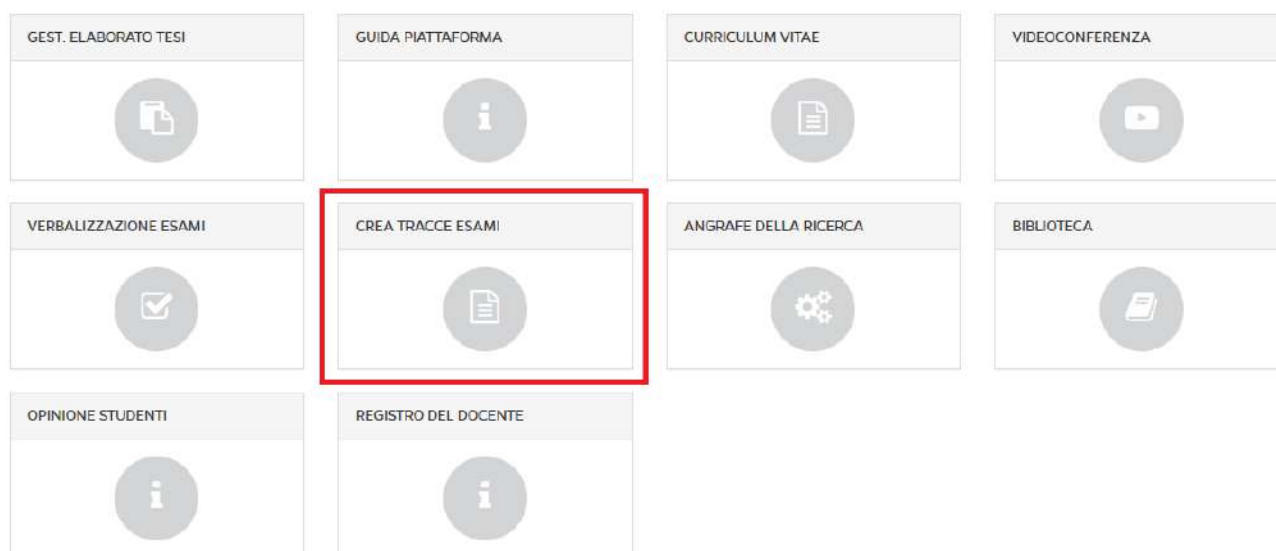 GEST. ELABORATO TESI
GUIDA PIATTAFORMA
CURRICULUM VITAE
VIDEOCONFERENZA
VERBALIZZAZIONE ESAMI
CREA TRACCE ESAMI
ANGRAFE DELLA RICERCA
BIBLIOTECA
OPINIONE STUDENTI
REGISTRO DEL DOCENTE